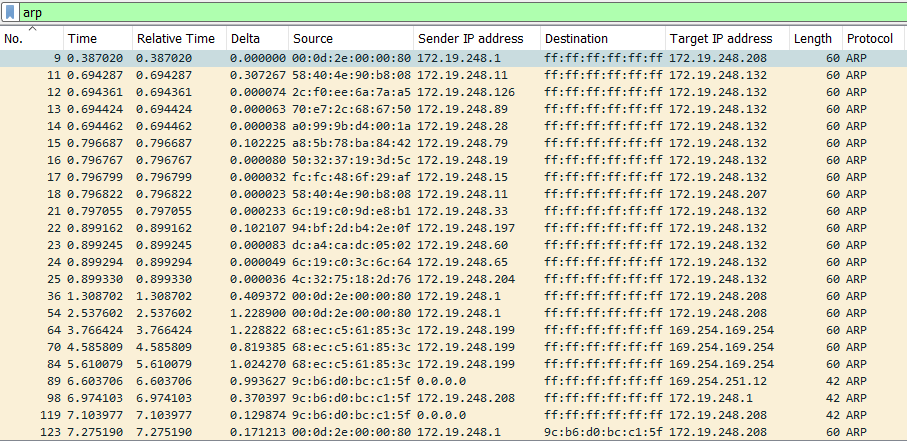 arp
No. Time Relative Time Delta Source Sender IP address Destination Target IP address Length Protocol
9 0.387020 0.387020 0.000000 00:0d:2e:00:00:80 172.19.248.1 ff:ff:ff:ff:ff:ff 172.19.248.208 60 ARP
11 0.694287 0.694287 0.307267 58:40:4e:90:b8:08 172.19.248.11 ff:ff:ff:ff:ff:ff 172.19.248.132 60 ARP
12 0.694361 0.694361 0.000074 2c:f0:ee:6a:7a:a5 172.19.248.126 ff:ff:ff:ff:ff:ff 172.19.248.132 60 ARP
13 0.694424 0.694424 0.000063 70:e7:2c:68:67:50 172.19.248.89 ff:ff:ff:ff:ff:ff 172.19.248.132 60 ARP
14 0.694462 0.694462 0.000038 a0:99:9b:d4:00:1a 172.19.248.28 ff:ff:ff:ff:ff:ff 172.19.248.132 60 ARP
15 0.796687 0.796687 0.102225 a8:5b:78:ba:84:42 172.19.248.79 ff:ff:ff:ff:ff:ff 172.19.248.132 60 ARP
16 0.796767 0.796767 0.000080 50:32:37:19:3d:5c 172.19.248.19 ff:ff:ff:ff:ff:ff 172.19.248.132 60 ARP
17 0.796799 0.796799 0.000032 fc:fc:48:6f:29:af 172.19.248.15 ff:ff:ff:ff:ff:ff 172.19.248.132 60 ARP
18 0.796822 0.796822 0.000023 58:40:4e:90:b8:08 172.19.248.11 ff:ff:ff:ff:ff:ff 172.19.248.207 60 ARP
21 0.797055 0.797055 0.000233 6c:19:c0:9d:e8:b1 172.19.248.33 ff:ff:ff:ff:ff:ff 172.19.248.132 60 ARP
22 0.899162 0.899162 0.102107 94:bf:2d:b4:2e:0f 172.19.248.197 ff:ff:ff:ff:ff:ff 172.19.248.132 60 ARP
23 0.899245 0.899245 0.000083 dc:a4:ca:dc:05:02 172.19.248.60 ff:ff:ff:ff:ff:ff 172.19.248.132 60 ARP
24 0.899294 0.899294 0.000049 6c:19:c0:3c:6c:64 172.19.248.65 ff:ff:ff:ff:ff:ff 172.19.248.132 60 ARP
25 0.899330 0.899330 0.000036 4c:32:75:18:2d:76 172.19.248.204 ff:ff:ff:ff:ff:ff 172.19.248.132 60 ARP
36 1.308702 1.308702 0.409372 00:0d:2e:00:00:80 172.19.248.1 ff:ff:ff:ff:ff:ff 172.19.248.208 60 ARP
54 2.537602 2.537602 1.228900 00:0d:2e:00:00:80 172.19.248.1 ff:ff:ff:ff:ff:ff 172.19.248.208 60 ARP
64 3.766424 3.766424 1.228822 68:ec:c5:61:85:3c 172.19.248.199 ff:ff:ff:ff:ff:ff 169.254.169.254 60 ARP
70 4.585809 4.585809 0.819385 68:ec:c5:61:85:3c 172.19.248.199 ff:ff:ff:ff:ff:ff 169.254.169.254 60 ARP
84 5.610079 5.610079 1.024270 68:ec:c5:61:85:3c 172.19.248.199 ff:ff:ff:ff:ff:ff 169.254.169.254 60 ARP
89 6.603706 6.603706 0.993627 9c:b6:d0:bc:c1:5f 0.0.0.0 ff:ff:ff:ff:ff:ff 169.254.251.12 42 ARP
98 6.974103 6.974103 0.370397 9c:b6:d0:bc:c1:5f 172.19.248.208 ff:ff:ff:ff:ff:ff 172.19.248.1 42 ARP
119 7.103977 7.103977 0.129874 9c:b6:d0:bc:c1:5f 0.0.0.0 ff:ff:ff:ff:ff:ff 172.19.248.208 42 ARP
123 7.275190 7.275190 0.171213 00:0d:2e:00:00:80 172.19.248.1 9c:b6:d0:bc:c1:5f 172.19.248.208 60 ARP